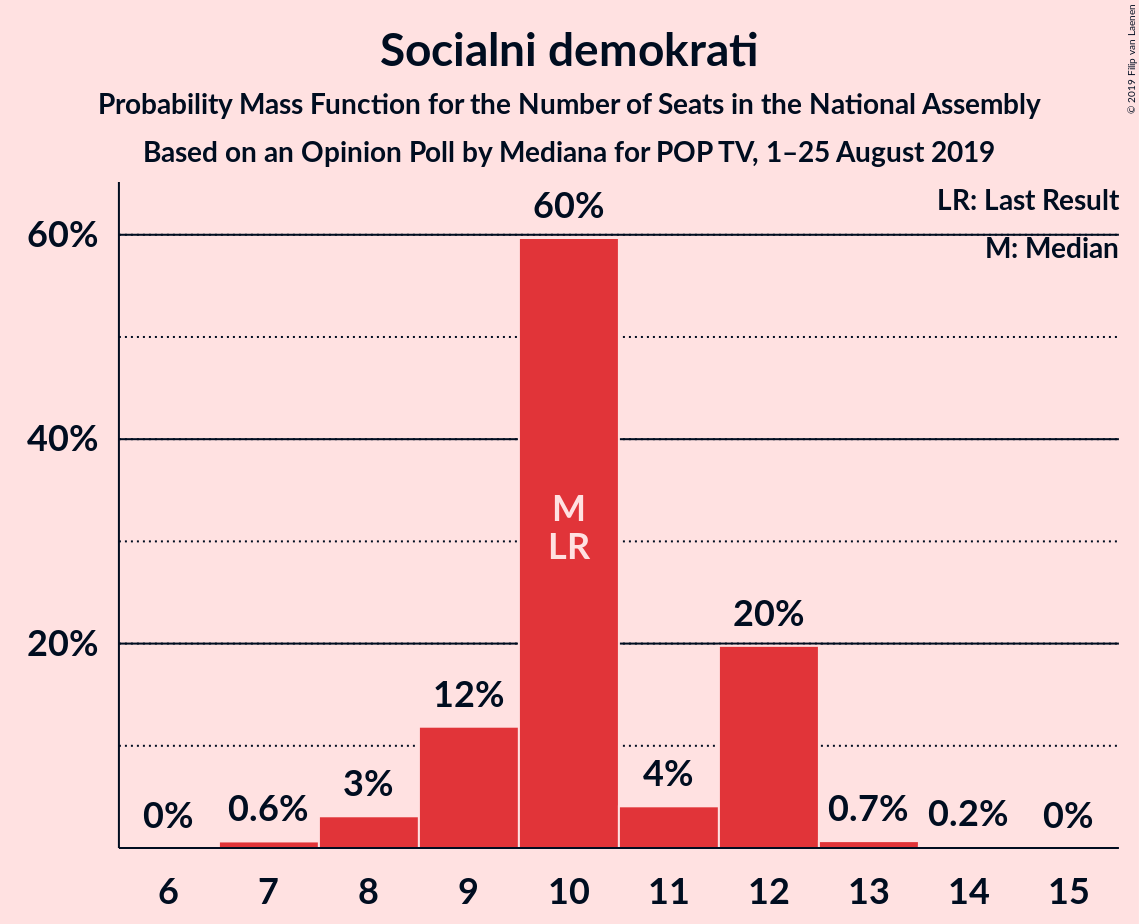 Socialni demokrati
Probability Mass Function for the Number of Seats in the National Assembly
Based on an Opinion Poll by Mediana for POP TV, 1–25 August 2019
© 2019 Filip van Laenen
LR: Last Result
M: Median
60%
40%
20%
0%
0.6%
3%
12%
60%
4%
20%
0.7%
0.2%
0%
M
LR
6 7 8 9 10 11 12 13 14 15